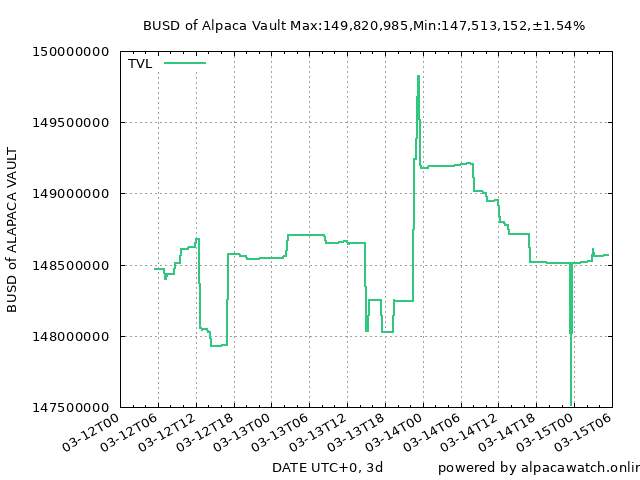 BUSD of Alpaca Vault Max:149,820,985,Min:147,513,152,±1.54%
150000000
TVL
149500000
149000000
148500000
148000000
147500000
BUSD of ALAPACA VAULT
03-12T00
03-12T06
03-12T12
03-12T18
03-13T00
03-13T06
03-13T12
03-13T18
03-14T00
03-14T06
03-14T12
03-14T18
03-15T00
03-15T06
DATE UTC+0, 3d
powered by alpacawatch.onlin